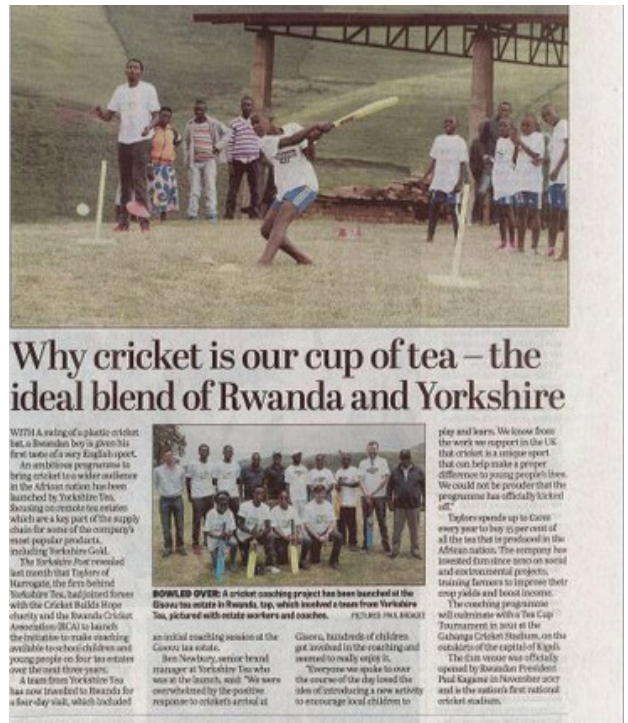 Why cricket is our cup of tea – the
ideal blend of Rwanda and Yorkshire
WITH A swing of a plastic cricket
bat, a Rwandan boy is given his
first taste of a very English sport.
An ambitious programme to
bring cricket to a wider audience
in the African nation has been
launched by Yorkshire Tea,
focusing on remote tea estates
which are a key part of the supply
chain for some of the company's
most popular products,
including Yorkshire Gold.
The Yorkshire Post revealed
last month that Taylors of
Harrogate, the firm behind
Yorkshire Tea, had joined forces
with the Cricket Builds Hope
charity and the Rwanda Cricket
Association (RCA) to launch
the initiative to make coaching
available to school children and
young people on four tea estates
over the next three years.
A team from Yorkshire Tea
has now travelled to Rwanda for
a four-day visit, which included
BOWLED OVER: A cricket coaching project has been launched at the
Gisovu tea estate in Rwanda, top, which involved a team from Yorkshire
Tea, pictured with estate workers and coaches.
PICTURES: PAUL
an initial coaching session at the
Gisovu tea estate.
Ben Newbury, senior brand
manager at Yorkshire Tea who
was at the launch, said: "We were
overwhelmed by the positive
response to cricket's arrival at
Gisovu, hundreds of children
got involved in the coaching and
seemed to really enjoy it.
"Everyone we spoke to over
the course of the day loved the
idea of introducing a new activity
to encourage local children to
play and learn. We know from
the work we support in the UK
that cricket is a unique sport
that can help make a proper
difference to young people's lives.
We could not be prouder that the
programme has officially kicked
off."
Taylors spends up to
every year to buy 15 per cent of
all the tea that is produced in the
African nation. The company has
invested in social
and environmental projects,
training farmers to improve their
crop yields and boost income.
The coaching programme
will culminate with a Tea Cup
Tournament in 2021 at the
Gahanga Cricket Stadium, on the
outskirts of the capital of Kigali.
The venue was officially
opened by Rwandan President
Paul Kagame in November 2017
and is the nation's first national
cricket stadium.